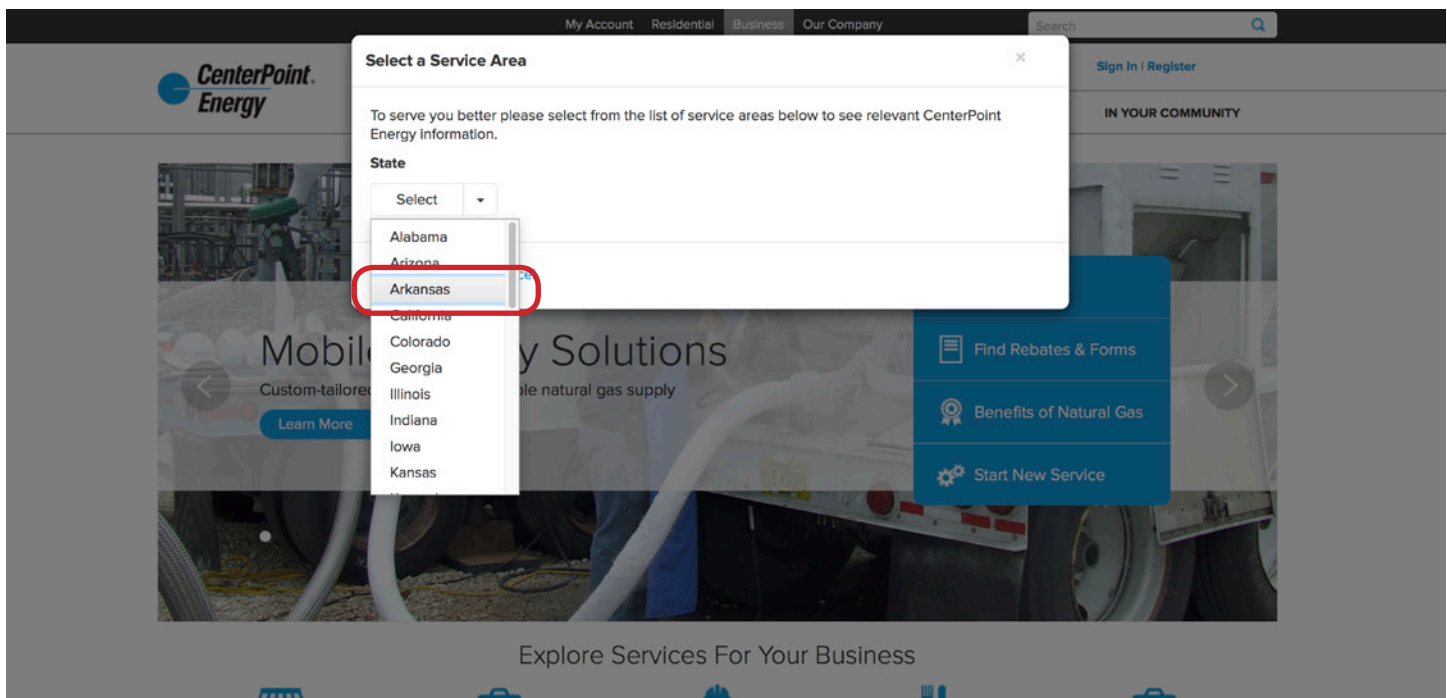 My Account Residential Business Our Company Search
CenterPoint.
Energy
Select a Service Area
×
Sign In | Register
IN YOUR COMMUNITY
To serve you better please select from the list of service areas below to see relevant CenterPoint
Energy information.
State
Select
Alabama
Arizona
Arkansas
California
Colorado
Georgia
Illinois
Indiana
Iowa
Kansas
Solutions
Custom-tailored
natural gas supply
Learn More
Find Rebates & Forms
Benefits of Natural Gas
Start New Service
Explore Services For Your Business